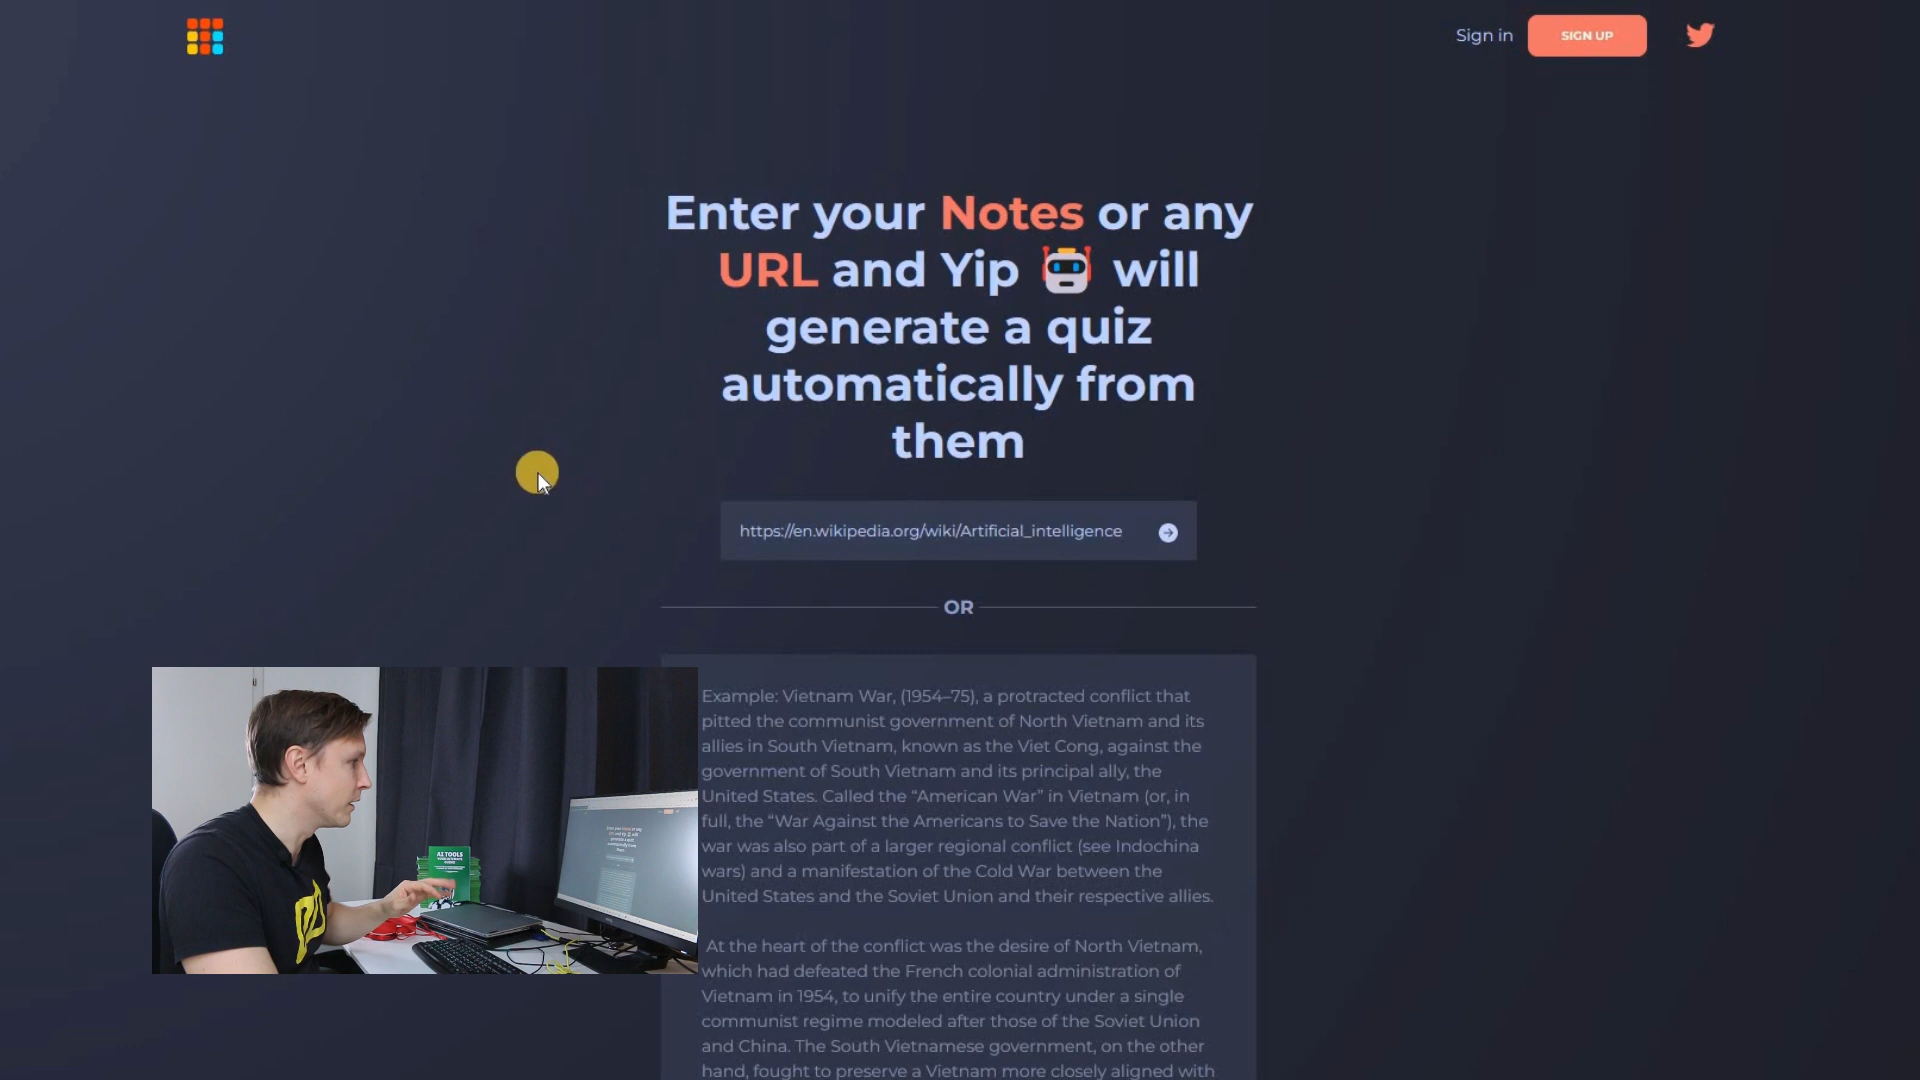 Sign in
SIGN UP
Enter your Notes or any
URL and Yip will
generate a quiz
automatically from
them
https://en.wikipedia.org/wiki/Artificial_intelligence
OR
Example: Vietnam War, (1954–75), a protracted conflict that
pitted the communist government of North Vietnam and its
allies in South Vietnam, known as the Viet Cong, against the
government of South Vietnam and its principal ally, the
United States. Called the “American War” in Vietnam (or, in
full, the “War Against the Americans to Save the Nation”), the
war was also part of a larger regional conflict (see Indochina
wars) and a manifestation of the Cold War between the
United States and the Soviet Union and their respective allies.
At the heart of the conflict was the desire of North Vietnam,
which had defeated the French colonial administration of
Vietnam in 1954, to unify the entire country under a single
communist regime modeled after those of the Soviet Union
and China. The South Vietnamese government, on the other
hand, fought to preserve a Vietnam more closely aligned with
AI TOOLS